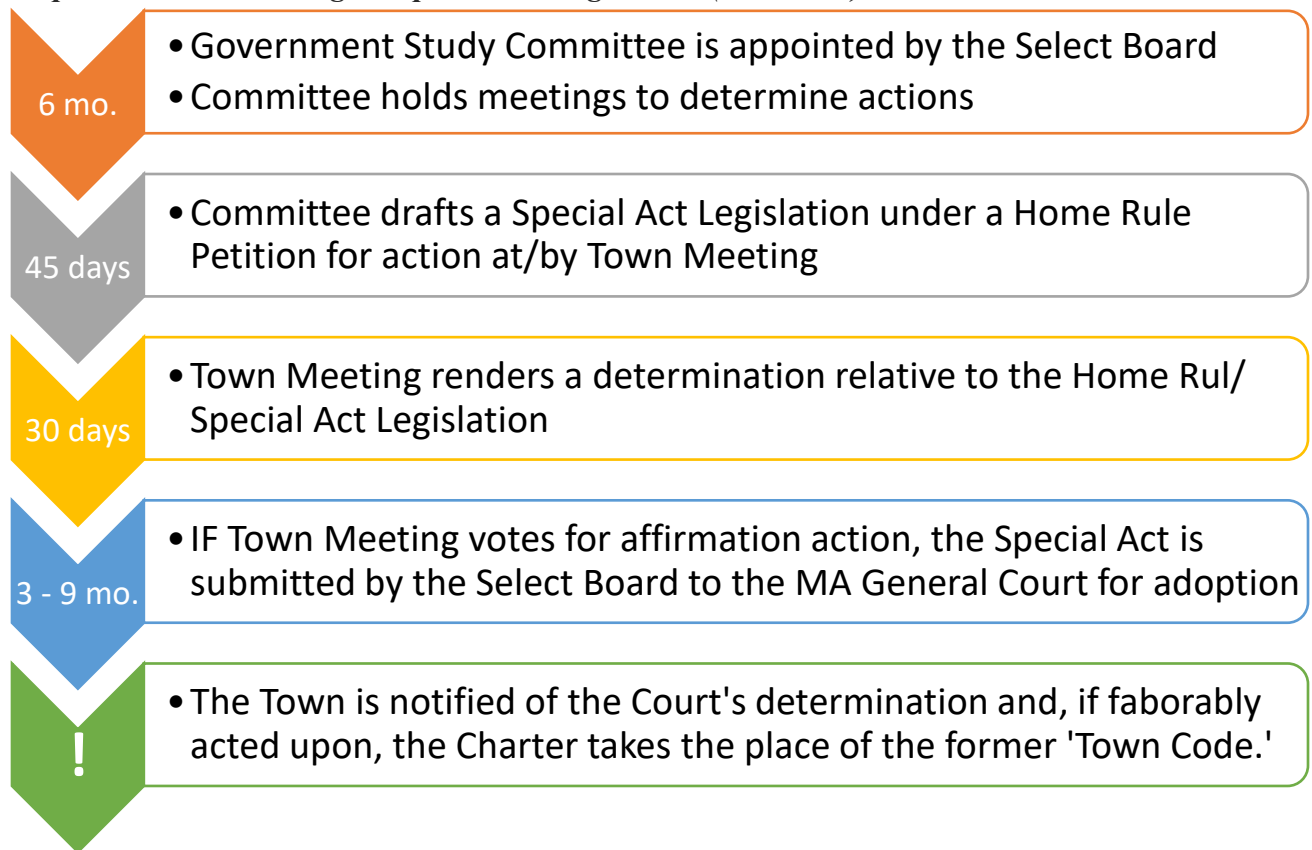 6 mo.
•Government Study Committee is appointed by the Select Board
•Committee holds meetings to determine actions
45 days
•Committee drafts a Special Act Legislation under a Home Rule
Petition for action at/by Town Meeting
30 days
•Town Meeting renders a determination relative to the Home Rul/
Special Act Legislation
3 - 9 mo.
•IF Town Meeting votes for affirmation action, the Special Act is
submitted by the Select Board to the MA General Court for adoption
!
•The Town is notified of the Court's determination and, if faborably
acted upon, the Charter takes the place of the former 'Town Code.'